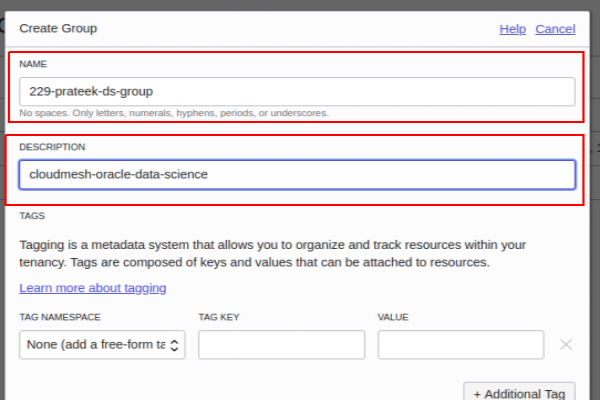 Create Group
Help Cancel
NAME
229-prateek-ds-group
No spaces. Only letters, numerals, hyphens, periods, or underscores.
DESCRIPTION
cloudmesh-oracle-data-science
TAGS
Tagging is a metadata system that allows you to organize and track resources within your
tenancy. Tags are composed of keys and values that can be attached to resources.
Learn more about tagging
TAG NAMESPACE TAG KEY VALUE
None (add a free-form ta
+ Additional Tag